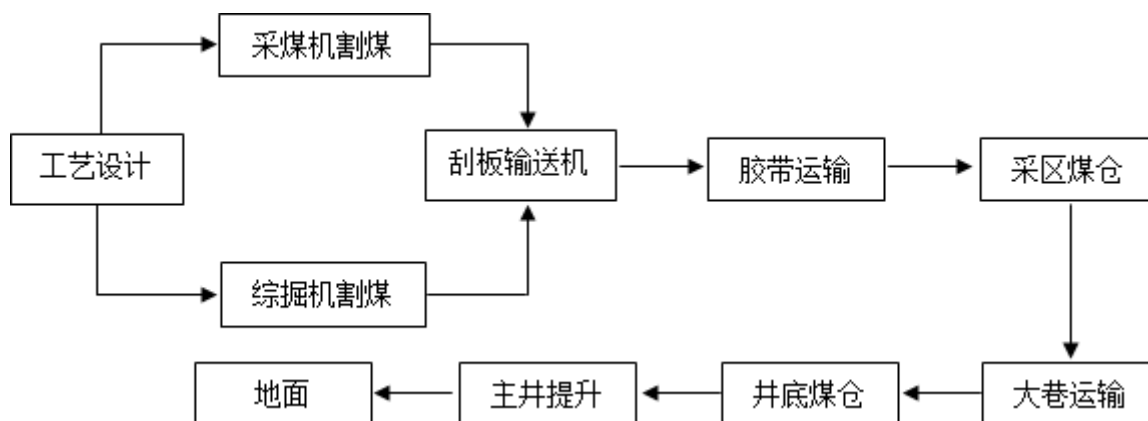 采煤机割煤
工艺设计
刮板输送机
胶带运输
采区煤仓
综掘机割煤
地面
主井提升
井底煤仓
大巷运输